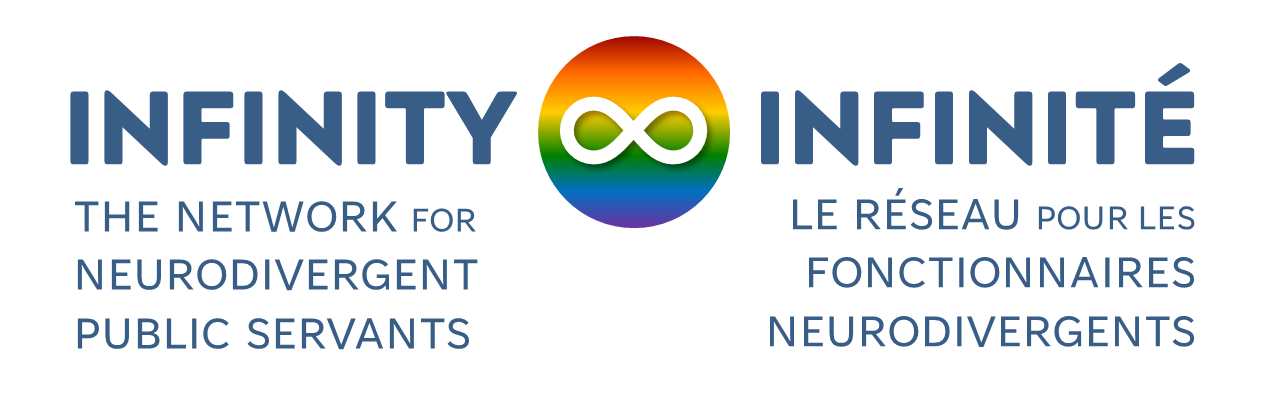 INFINITY
THE NETWORK FOR
NEURODIVERGENT
PUBLIC SERVANTS
INFINITÉ
LE RÉSEAU POUR LES
FONCTIONNAIRES
NEURODIVERGENTS